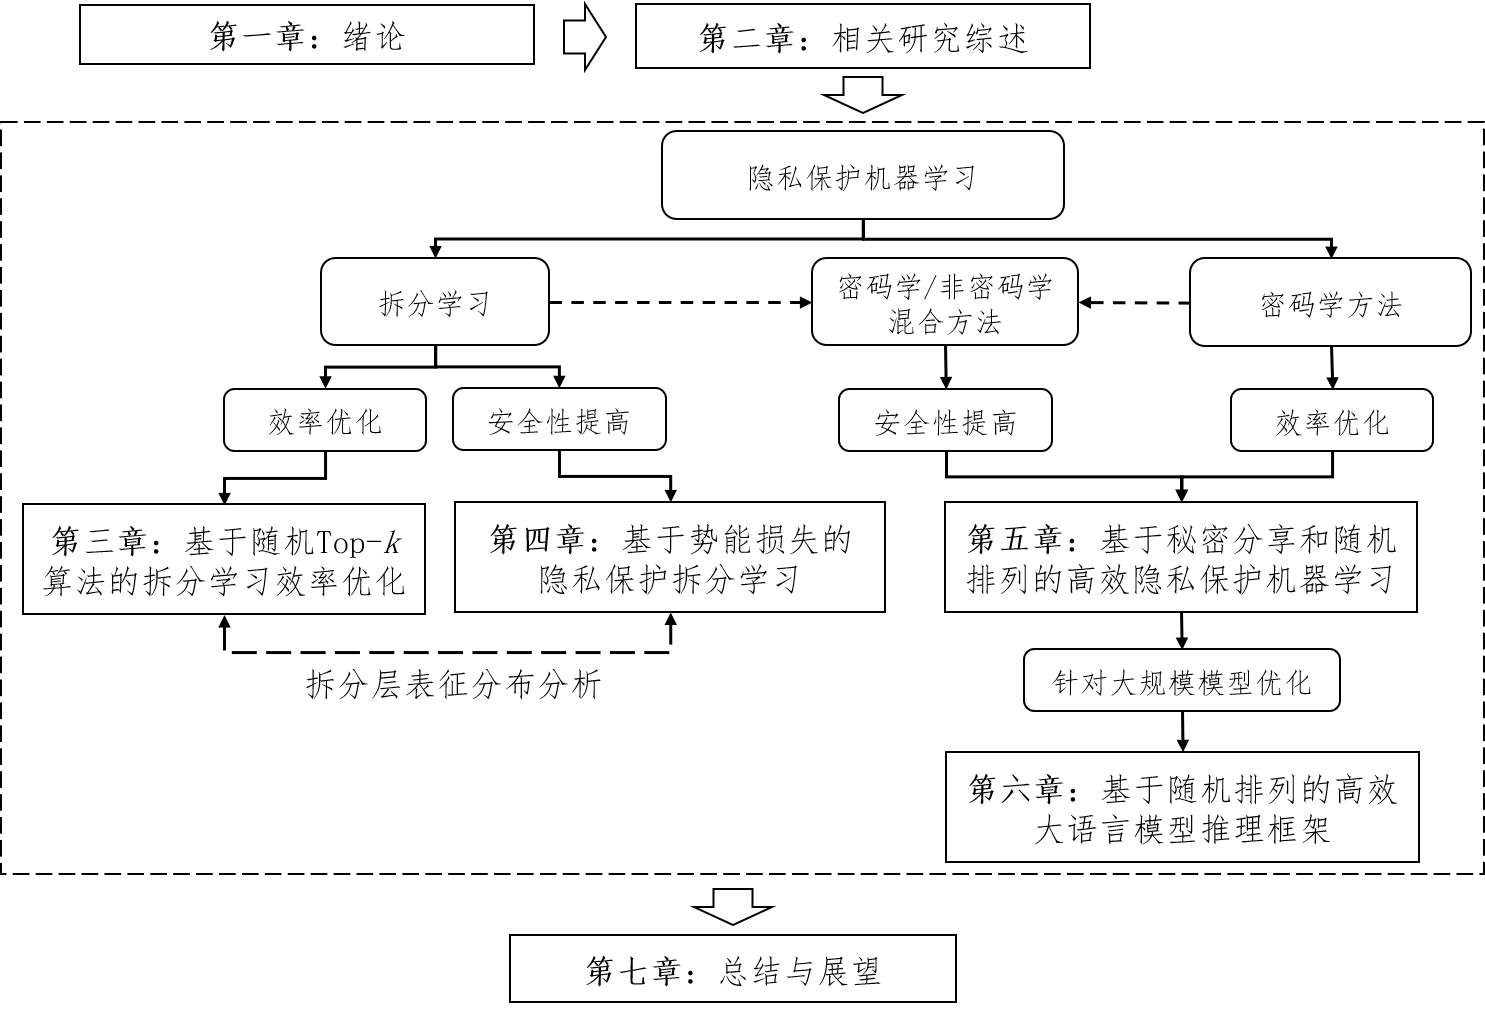 第一章：绪论
第二章：相关研究综述
隐私保护机器学习
拆分学习
密码学/非密码学
混合方法
密码学方法
效率优化
安全性提高
安全性提高
效率优化
第三章：基于随机Top-k
算法的拆分学习效率优化
第四章：基于势能损失的
隐私保护拆分学习
第五章：基于秘密分享和随机
排列的高效隐私保护机器学习
拆分层表征分布分析
针对大规模模型优化
第六章：基于随机排列的高效
大语言模型推理框架
第七章：总结与展望